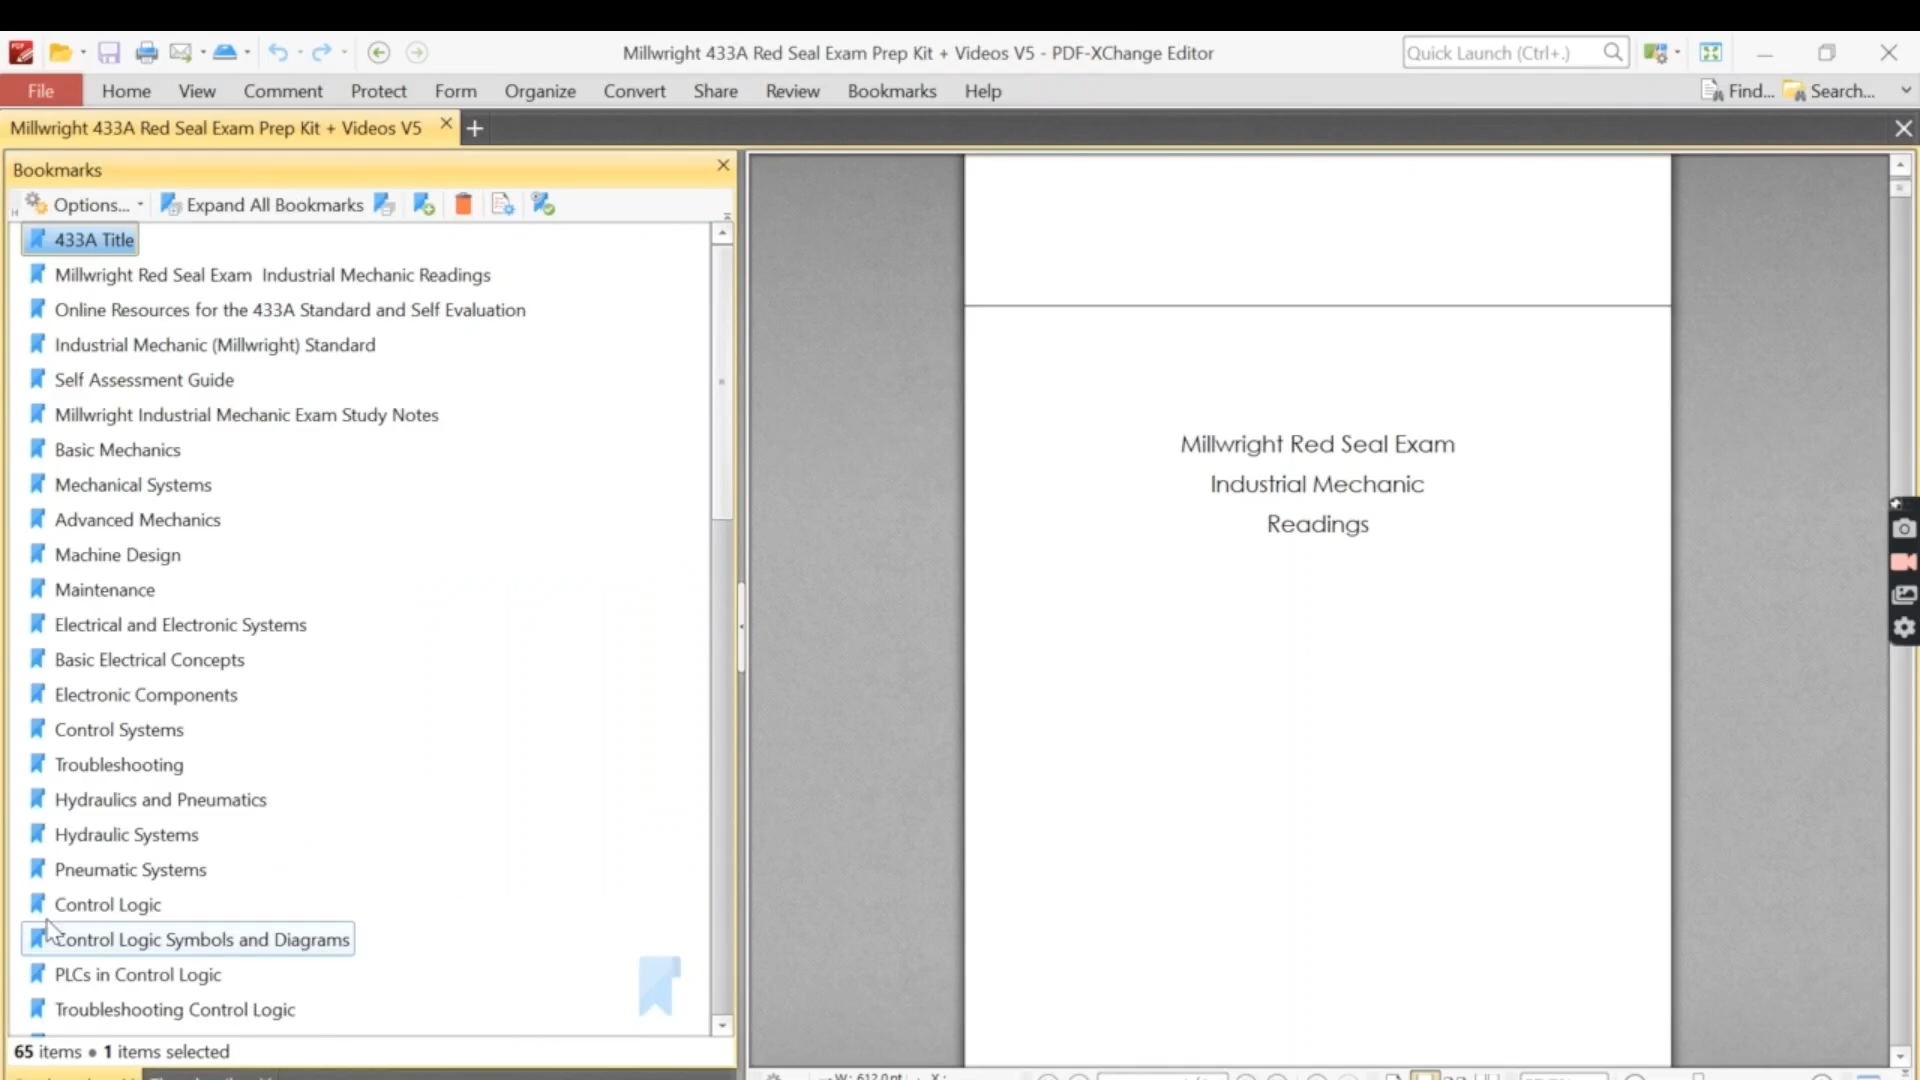 Millwright 433A Red Seal Exam Prep Kit + Videos V5 - PDF-XChange Editor
Quick Launch (Ctrl+.)
File Home View Comment Protect Form Organize Convert Share Review Bookmarks Help Find... Search...
Millwright 433A Red Seal Exam Prep Kit + Videos V5
Bookmarks
Options... Expand All Bookmarks
433A Title
Millwright Red Seal Exam Industrial Mechanic Readings
Online Resources for the 433A Standard and Self Evaluation
Industrial Mechanic (Millwright) Standard
Self Assessment Guide
Millwright Industrial Mechanic Exam Study Notes
Basic Mechanics
Mechanical Systems
Advanced Mechanics
Machine Design
Maintenance
Electrical and Electronic Systems
Basic Electrical Concepts
Electronic Components
Control Systems
Troubleshooting
Hydraulics and Pneumatics
Hydraulic Systems
Pneumatic Systems
Control Logic
Control Logic Symbols and Diagrams
PLCs in Control Logic
Troubleshooting Control Logic
65 items • 1 items selected
Millwright Red Seal Exam
Industrial Mechanic
Readings